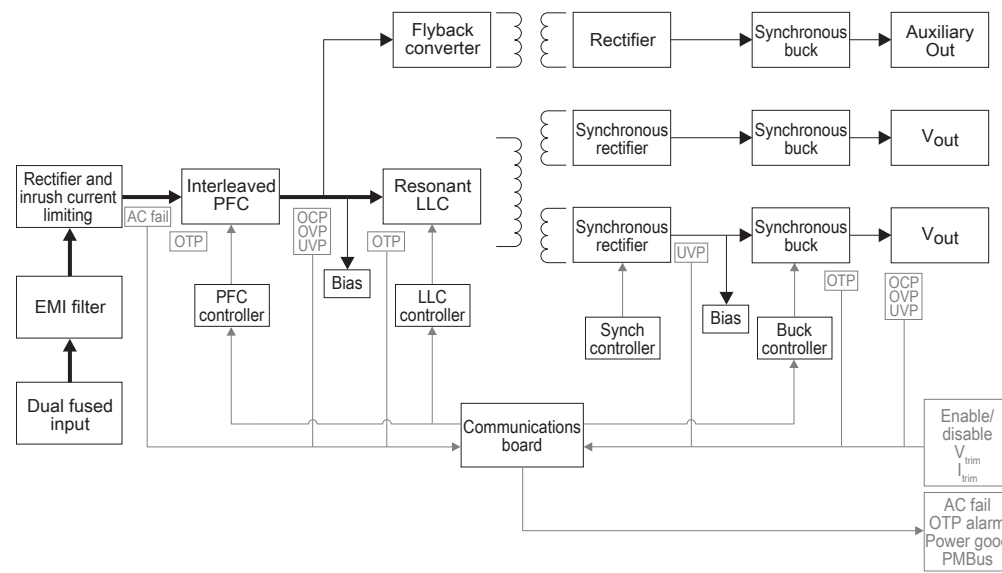 Flyback
converter
Rectifier
Synchronous
buck
Auxiliary
Out
Synchronous
rectifier
Synchronous
buck
Vout
Rectifier and
inrush current
limiting
Interleaved
PFC
Resonant
LLC
AC fail
OTP
OCP
OVP
UVP
OTP
Synchronous
rectifier
Synchronous
buck
Vout
UVP
Bias
PFC
controller
LLC
controller
EMI filter
OTP
OCP
OVP
UVP
Bias
Synch
controller
Buck
controller
Dual fused
input
Communications
board
Enable/
disable
Vtrim
Itrim
AC fail
OTP alarm
Power good
PMBus